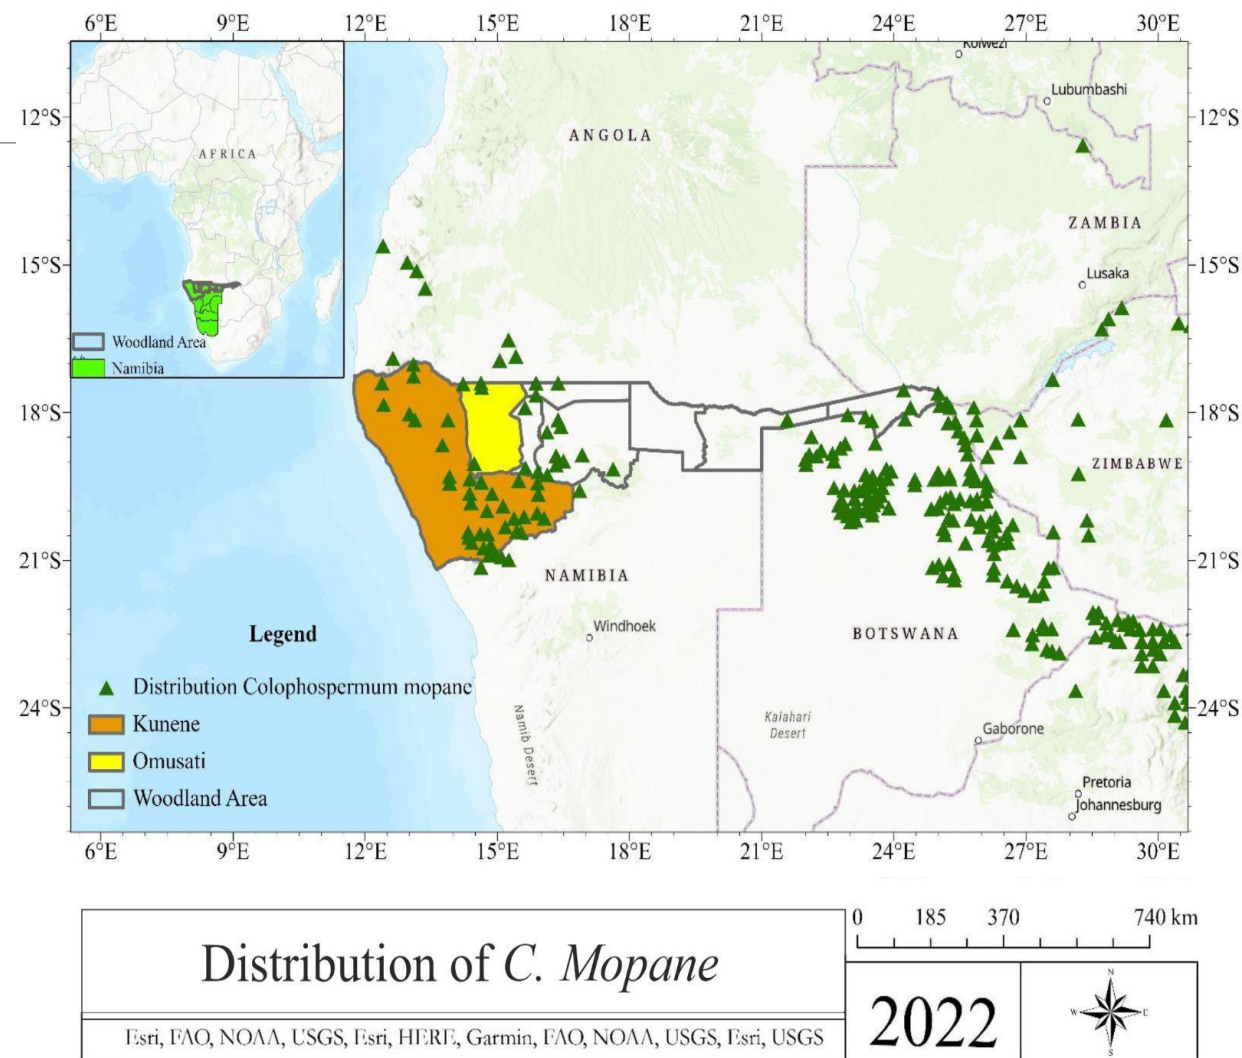 6°E 9°E 12°E 15°E 18°E 21°E 24°E 27°E 30°E
Kolwezi
Lubumbashi
12°S 12°S
ANGOLA
AFRICA
ZAMBIA
15°S 15°S
Lusaka
Woodland Area
Namibia
18°S 18°S
ZIMBABWE
21°S 21°S
NAMIBIA
Windhoek
BOTSWANA
Legend
Distribution Colophospermum mopane
Kunene
Omusati
Woodland Area
24°S 24°S
Namib Desert
Kalahari
Desert
Gaborone
Pretoria
Johannesburg
6°E 9°E 12°E 15°E 18°E 21°E 24°E 27°E 30°E
0 185 370 740 km
Distribution of C. Mopane
2022
N
W E
S
Esri, FAO, NOAA, USGS, Esri, HERE, Garmin, FAO, NOAA, USGS, Esri, USGS